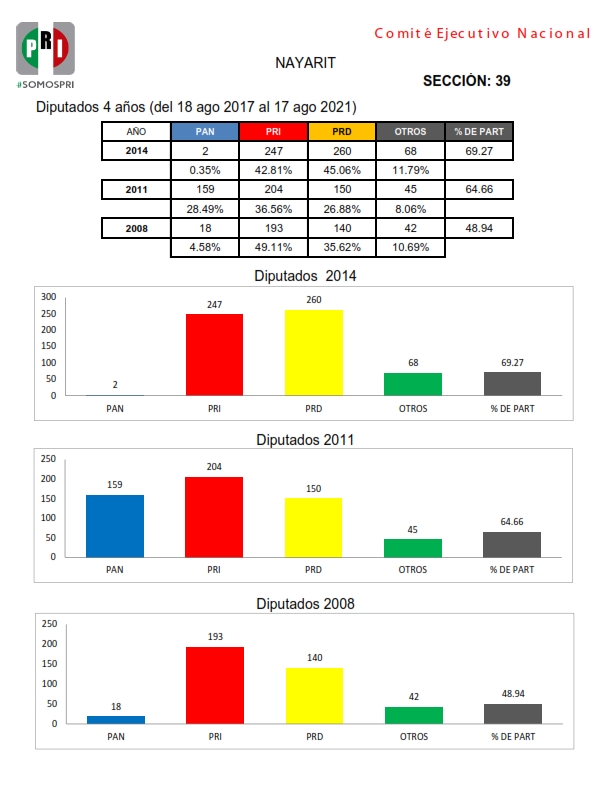 PRI
#SOMOSPRI
Comité Ejecutivo Nacional
NAYARIT
SECCIÓN: 39
Diputados 4 años (del 18 ago 2017 al 17 ago 2021)
AÑO PAN PRI PRD OTROS % DE PART
2014 2 247 260 68 69.27
0.35% 42.81% 45.06% 11.79%
2011 159 204 150 45 64.66
28.49% 36.56% 26.88% 8.06%
2008 18 193 140 42 48.94
4.58% 49.11% 35.62% 10.69%
Diputados 2014
300
250
200
150
100
50
0
2 247 260 68 69.27
PAN PRI PRD OTROS % DE PART
Diputados 2011
250
200
150
100
50
0
159 204 150 45 64.66
PAN PRI PRD OTROS % DE PART
Diputados 2008
250
200
150
100
50
0
18 193 140 42 48.94
PAN PRI PRD OTROS % DE PART